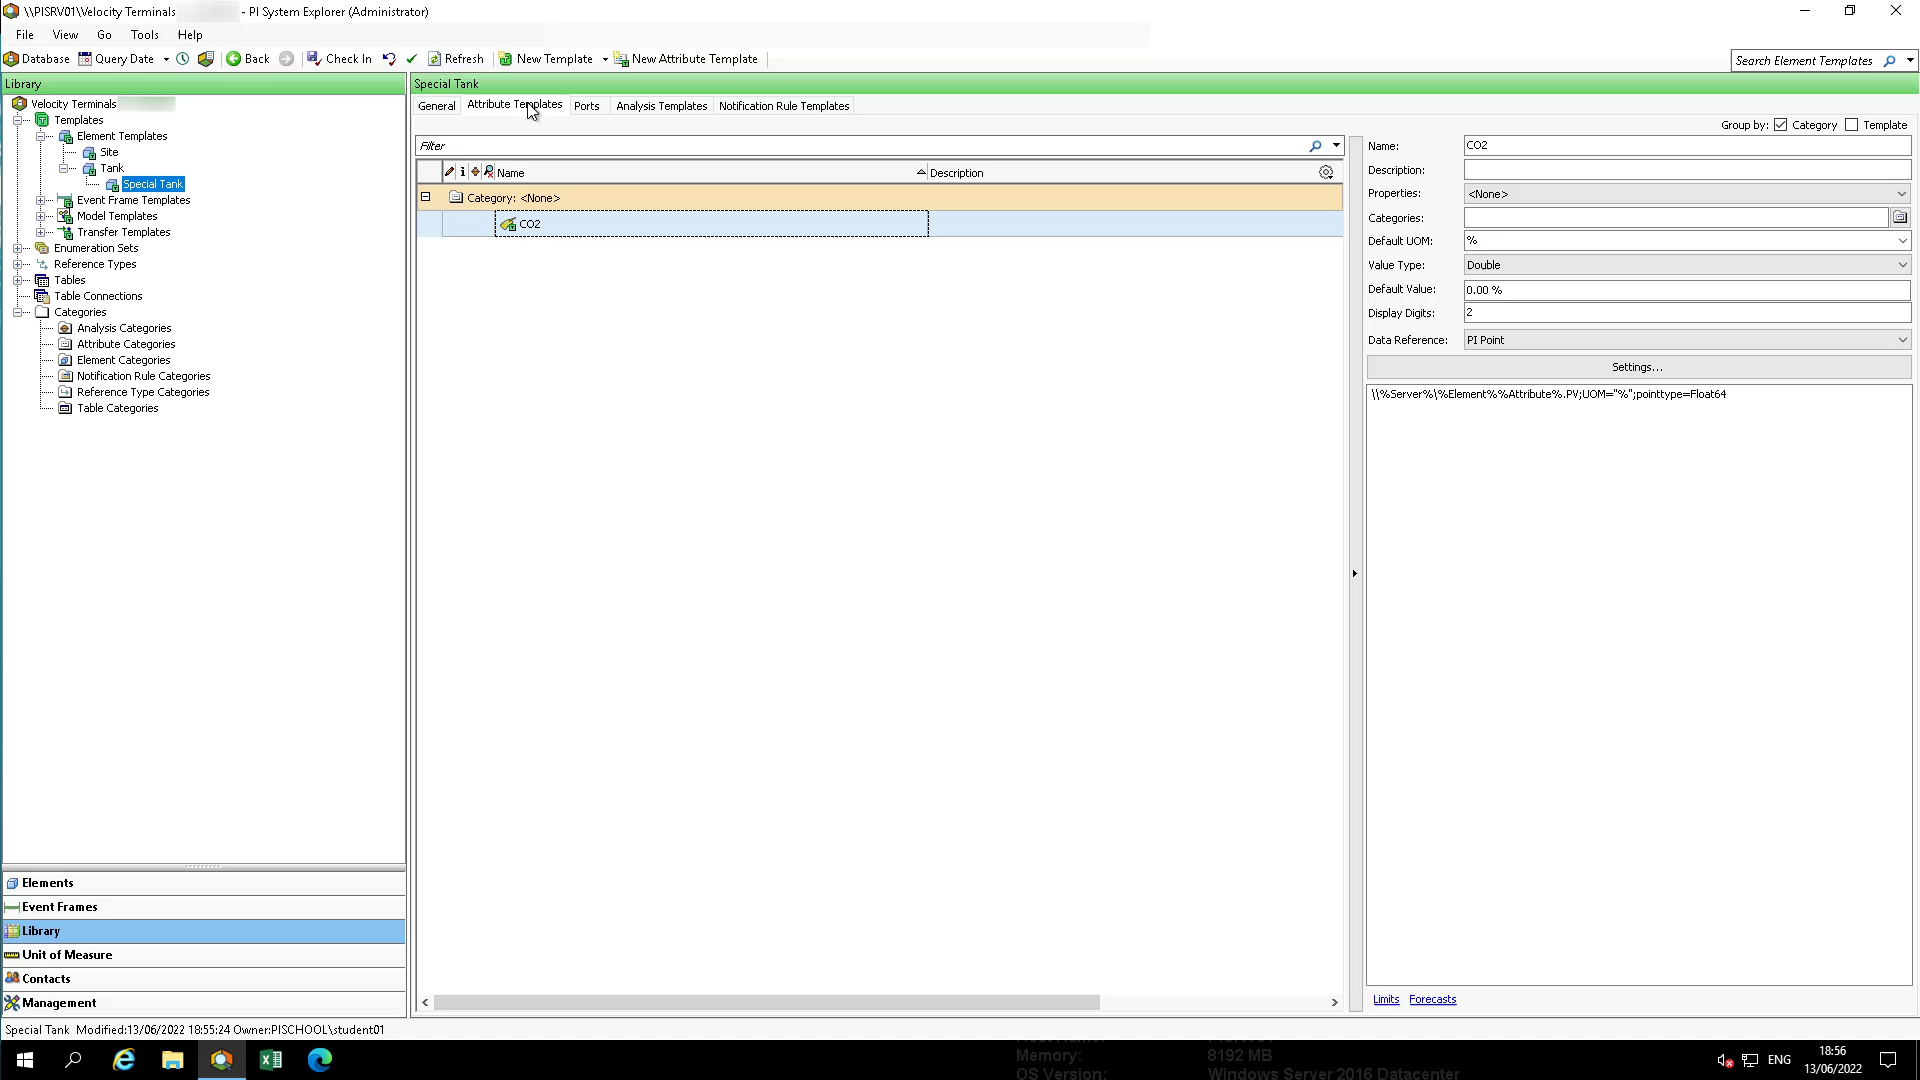 \\PISRV01\Velocity Terminals - PI System Explorer (Administrator)
File View Go Tools Help
Database Query Date Back Check In Refresh New Template New Attribute Template
Search Element Templates
Library
Velocity Terminals
Templates
Element Templates
Site
Tank
Special Tank
Event Frame Templates
Model Templates
Transfer Templates
Enumeration Sets
Reference Types
Tables
Table Connections
Categories
Analysis Categories
Attribute Categories
Element Categories
Notification Rule Categories
Reference Type Categories
Table Categories
Elements
Event Frames
Library
Unit of Measure
Contacts
Management
Special Tank
General Attribute Templates Ports Analysis Templates Notification Rule Templates
Group by: Category Template
Filter
Name Description
Category: <None>
CO2
Name: CO2
Description:
Properties: <None>
Categories:
Default UOM: %
Value Type: Double
Default Value: 0.00 %
Display Digits: 2
Data Reference: PI Point
Settings...
\\%Server%\%Element%%Attribute%.PV;UOM="%";pointtype=Float64
Limits Forecasts
Special Tank Modified:13/06/2022 18:55:24 Owner:PISCHOOL\student01
Memory: 8192 MB
OS Version: Windows Server 2016 Datacenter
ENG
18:56
13/06/2022